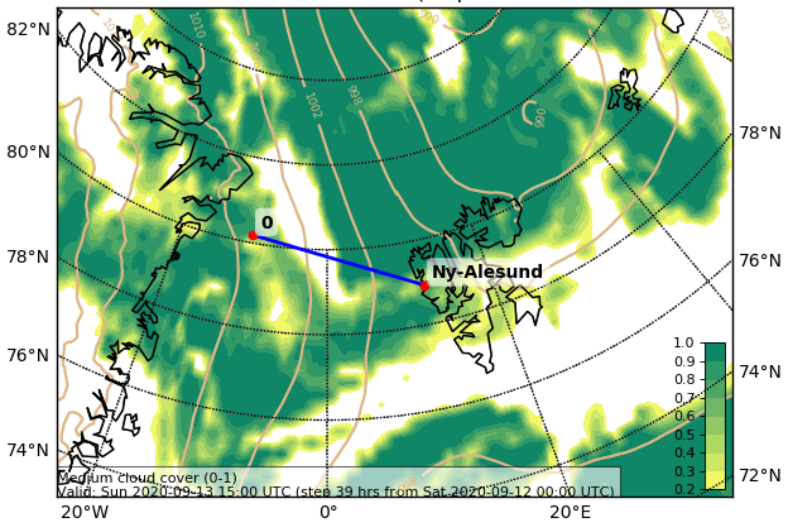 82°N
80°N
78°N
76°N
74°N
78°N
76°N
74°N
72°N
20°W
0°
20°E
1010
1002
998
990
1002
0
Ny-Alesund
1.0
0.9
0.8
0.7
0.6
0.5
0.4
0.3
0.2
Medium cloud cover (0-1)
Valid: Sun 2020-09-13 15:00 UTC (step 39 hrs from Sat 2020-09-12 00:00 UTC)